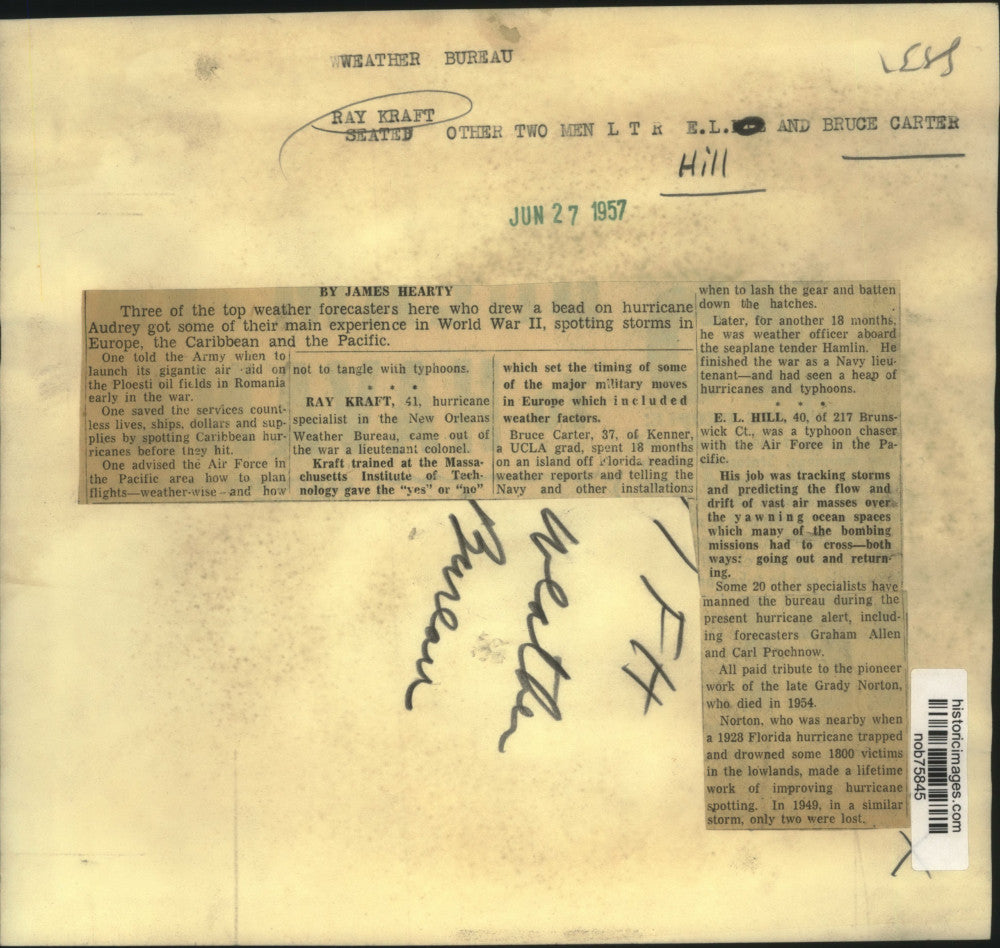 WEATHER BUREAU
RAY KRAFT
SEATED OTHER TWO MEN L T R E.L. AND BRUCE CARTER
Hill
JUN 27 1957
BY JAMES HEARTY
Three of the top weather forecasters here who drew a bead on hurricane
Audrey got some of their main experience in World War II, spotting storms in
Europe, the Caribbean and the Pacific.
One told the Army when to
launch its gigantic air aid on
the Ploesti oil fields in Romania
early in the war.
One saved the services count-
less lives, ships, dollars and sup-
plies by spotting Caribbean hur-
ricanes before they hit.
One advised the Air Force in
the Pacific area how to plan
flights—weather-wise—and how
not to tangle with typhoons.
* * *
RAY KRAFT, 41, hurricane
specialist in the New Orleans
Weather Bureau, came out of
the war a lieutenant colonel.
Kraft trained at the Massa-
chusetts Institute of Tech-
nology gave the "yes" or "no"
which set the timing of some
of the major military moves
in Europe which included
weather factors.
Bruce Carter, 37, of Kenner,
a UCLA grad, spent 18 months
on an island off Florida reading
weather reports and telling the
Navy and other installations
when to lash the gear and batten
down the hatches.
Later, for another 18 months,
he was weather officer aboard
the seaplane tender Hamlin. He
finished the war as a Navy lieu-
tenant—and had seen a heap of
hurricanes and typhoons.
* * *
E. L. HILL, 40, of 217 Bruns-
wick Ct., was a typhoon chaser
with the Air Force in the Pa-
cific.
His job was tracking storms
and predicting the flow and
drift of vast air masses over
the yawning ocean spaces
which many of the bombing
missions had to cross—both
ways: going out and return-
ing.
Some 20 other specialists have
manned the bureau during the
present hurricane alert, includ-
ing forecasters Graham Allen
and Carl Prochnow.
All paid tribute to the pioneer
work of the late Grady Norton,
who died in 1954.
Norton, who was nearby when
a 1928 Florida hurricane trapped
and drowned some 1800 victims
in the lowlands, made a lifetime
work of improving hurricane
spotting. In 1949, in a similar
storm, only two were lost.
Weather
Bureau
historicimages.com
nob75845